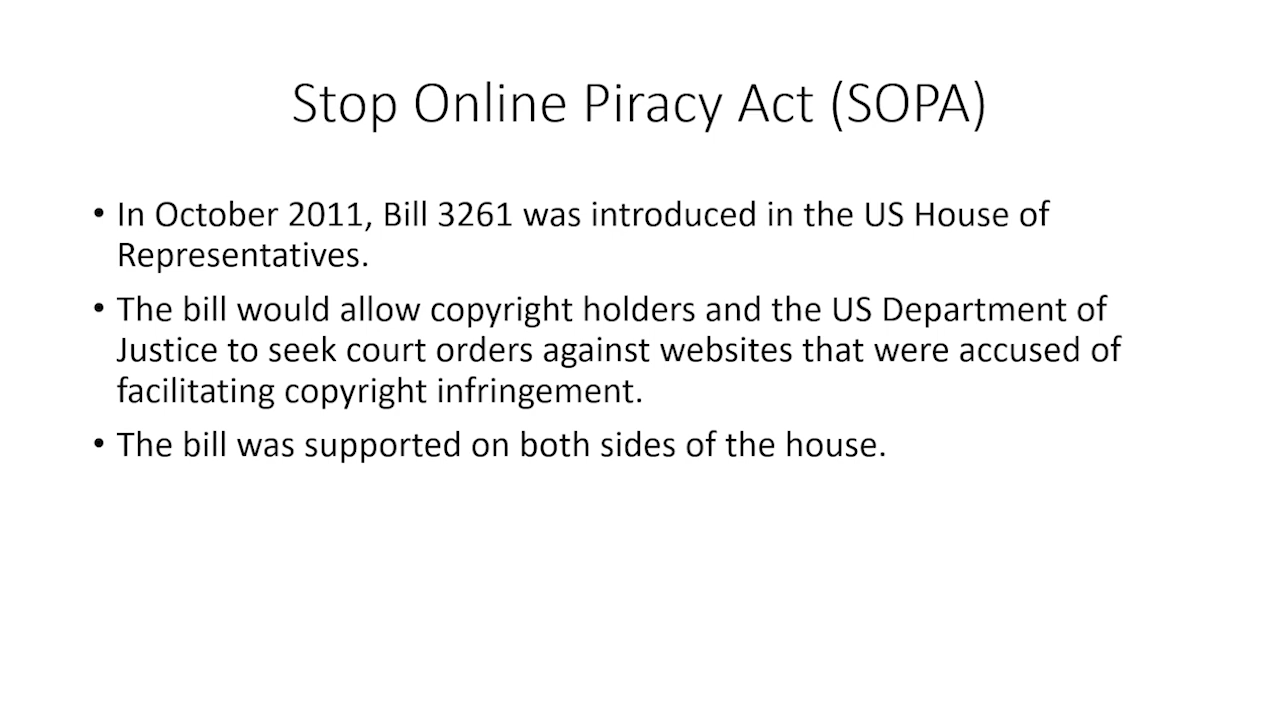 Stop Online Piracy Act (SOPA)
• In October 2011, Bill 3261 was introduced in the US House of
Representatives.
• The bill would allow copyright holders and the US Department of
Justice to seek court orders against websites that were accused of
facilitating copyright infringement.
• The bill was supported on both sides of the house.